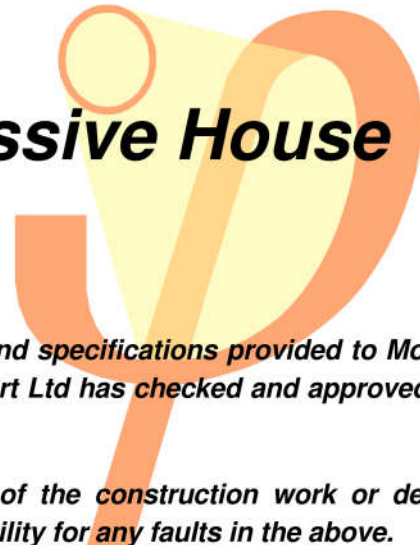 ssive House
nd specifications provided to Mo
rt Ltd has checked and approved
of the construction work or de
ility for any faults in the above.